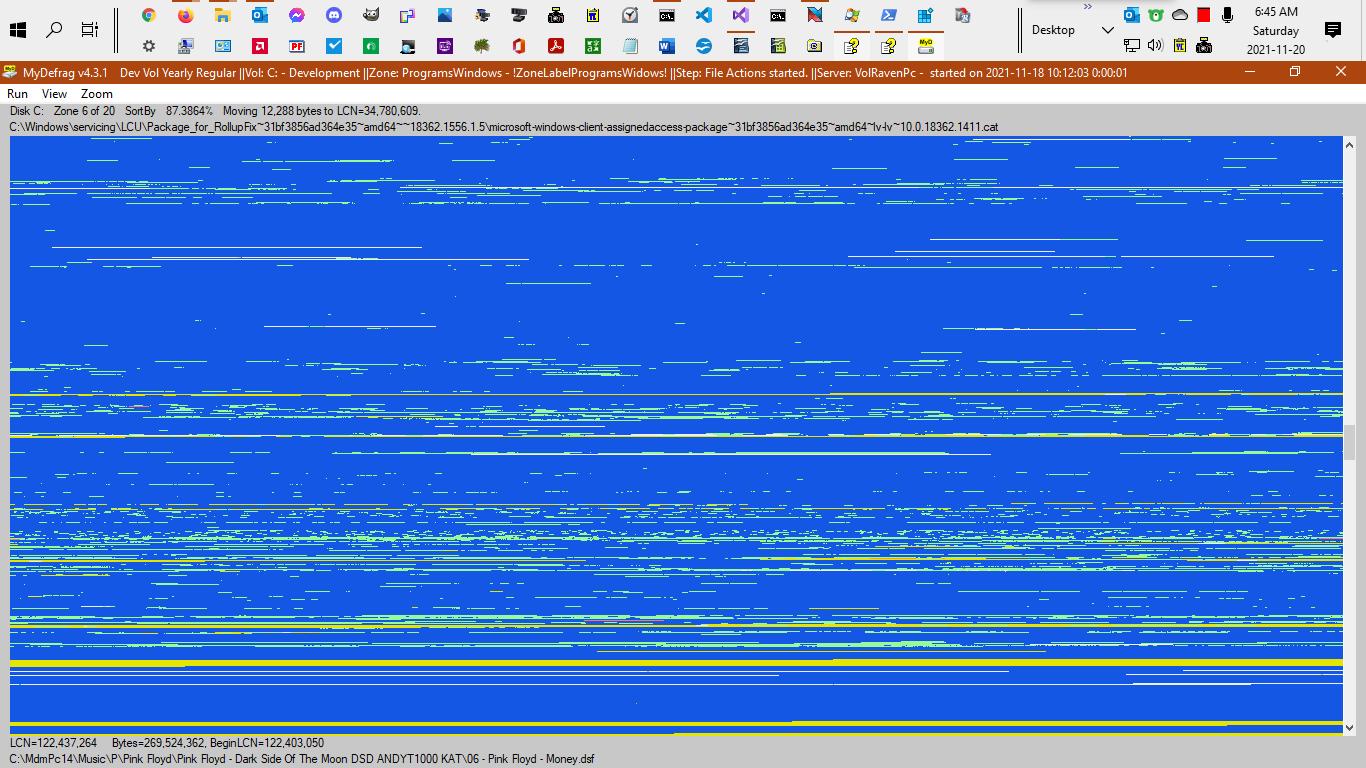 6:45 AM
Desktop
Saturday
2021-11-20
MyDefrag v4.3.1 Dev Vol Yearly Regular ||Vol: C: - Development ||Zone: ProgramsWindows - !ZoneLabelProgramsWidows! ||Step: File Actions started. ||Server: VolRavenPc - started on 2021-11-18 10:12:03 0:00:01
Run View Zoom
Disk C: Zone 6 of 20 SortBy 87.3864% Moving 12,288 bytes to LCN=34,780,609.
C:\Windows\servicing\LCU\Package_for_RollupFix~31bf3856ad364e35~amd64~~18362.1556.1.5\microsoft-windows-client-assignedaccess-package~31bf3856ad364e35~amd64~lv-lv~10.0.18362.1411.cat
LCN=122,437,264 Bytes=269,524,362, BeginLCN=122,403,050
C:\MdmPc14\Music\P\Pink Floyd\Pink Floyd - Dark Side Of The Moon DSD ANDYT1000 KAT\06 - Pink Floyd - Money.dsf